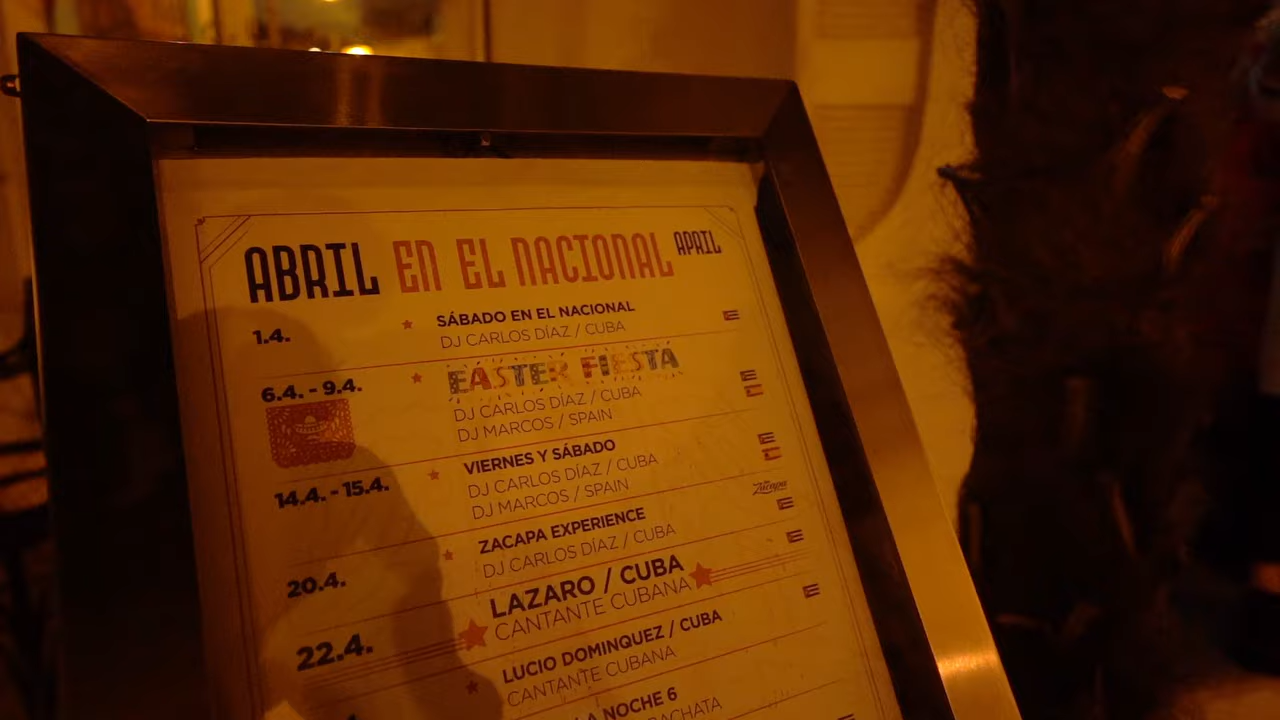 ABRIL EN EL NACIONAL APRIL
1.4.
SÁBADO EN EL NACIONAL
DJ CARLOS DÍAZ / CUBA
6.4. - 9.4.
EASTER FIESTA
DJ CARLOS DÍAZ / CUBA
DJ MARCOS / SPAIN
14.4. - 15.4.
VIERNES Y SÁBADO
DJ CARLOS DÍAZ / CUBA
DJ MARCOS / SPAIN
20.4.
ZACAPA EXPERIENCE
DJ CARLOS DÍAZ / CUBA
Zacapa
22.4.
LAZARO / CUBA
CANTANTE CUBANA
LUCIO DOMINQUEZ / CUBA
CANTANTE CUBANA
LA NOCHE 6
BACHATA